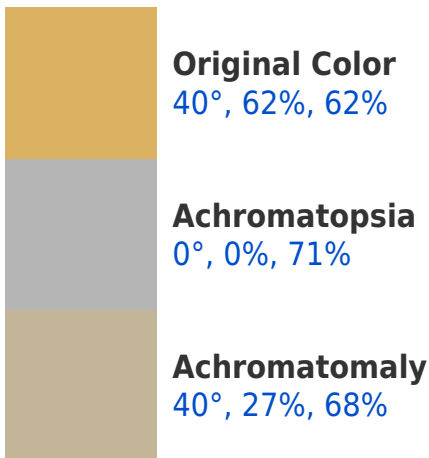 Original Color
40°, 62%, 62%
Achromatopsia
0°, 0%, 71%
Achromatomaly
40°, 27%, 68%